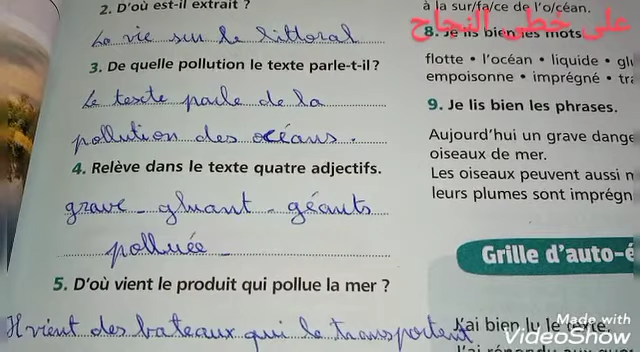 2. D'où est-il extrait ?
La vie sur le littoral
3. De quelle pollution le texte parle-t-il?
Le texte parle de la
pollution des océans.
4. Relève dans le texte quatre adjectifs.
grave - gluant - géants
polluée -
5. D'où vient le produit qui pollue la mer ?
Il vient des bateaux qui le transportent
à la sur/fa/ce de l'o/céan.
على خطى النجاح
8. Je lis bien les mots
flotte • l'océan • liquide •
empoisonne • imprégné •
9. Je lis bien les phrases.
Aujourd'hui un grave
oiseaux de mer.
Les oiseaux peuvent aussi
leurs plumes sont
Grille d'auto-é
J'ai bien lu le texte.
Made with
VideoShow